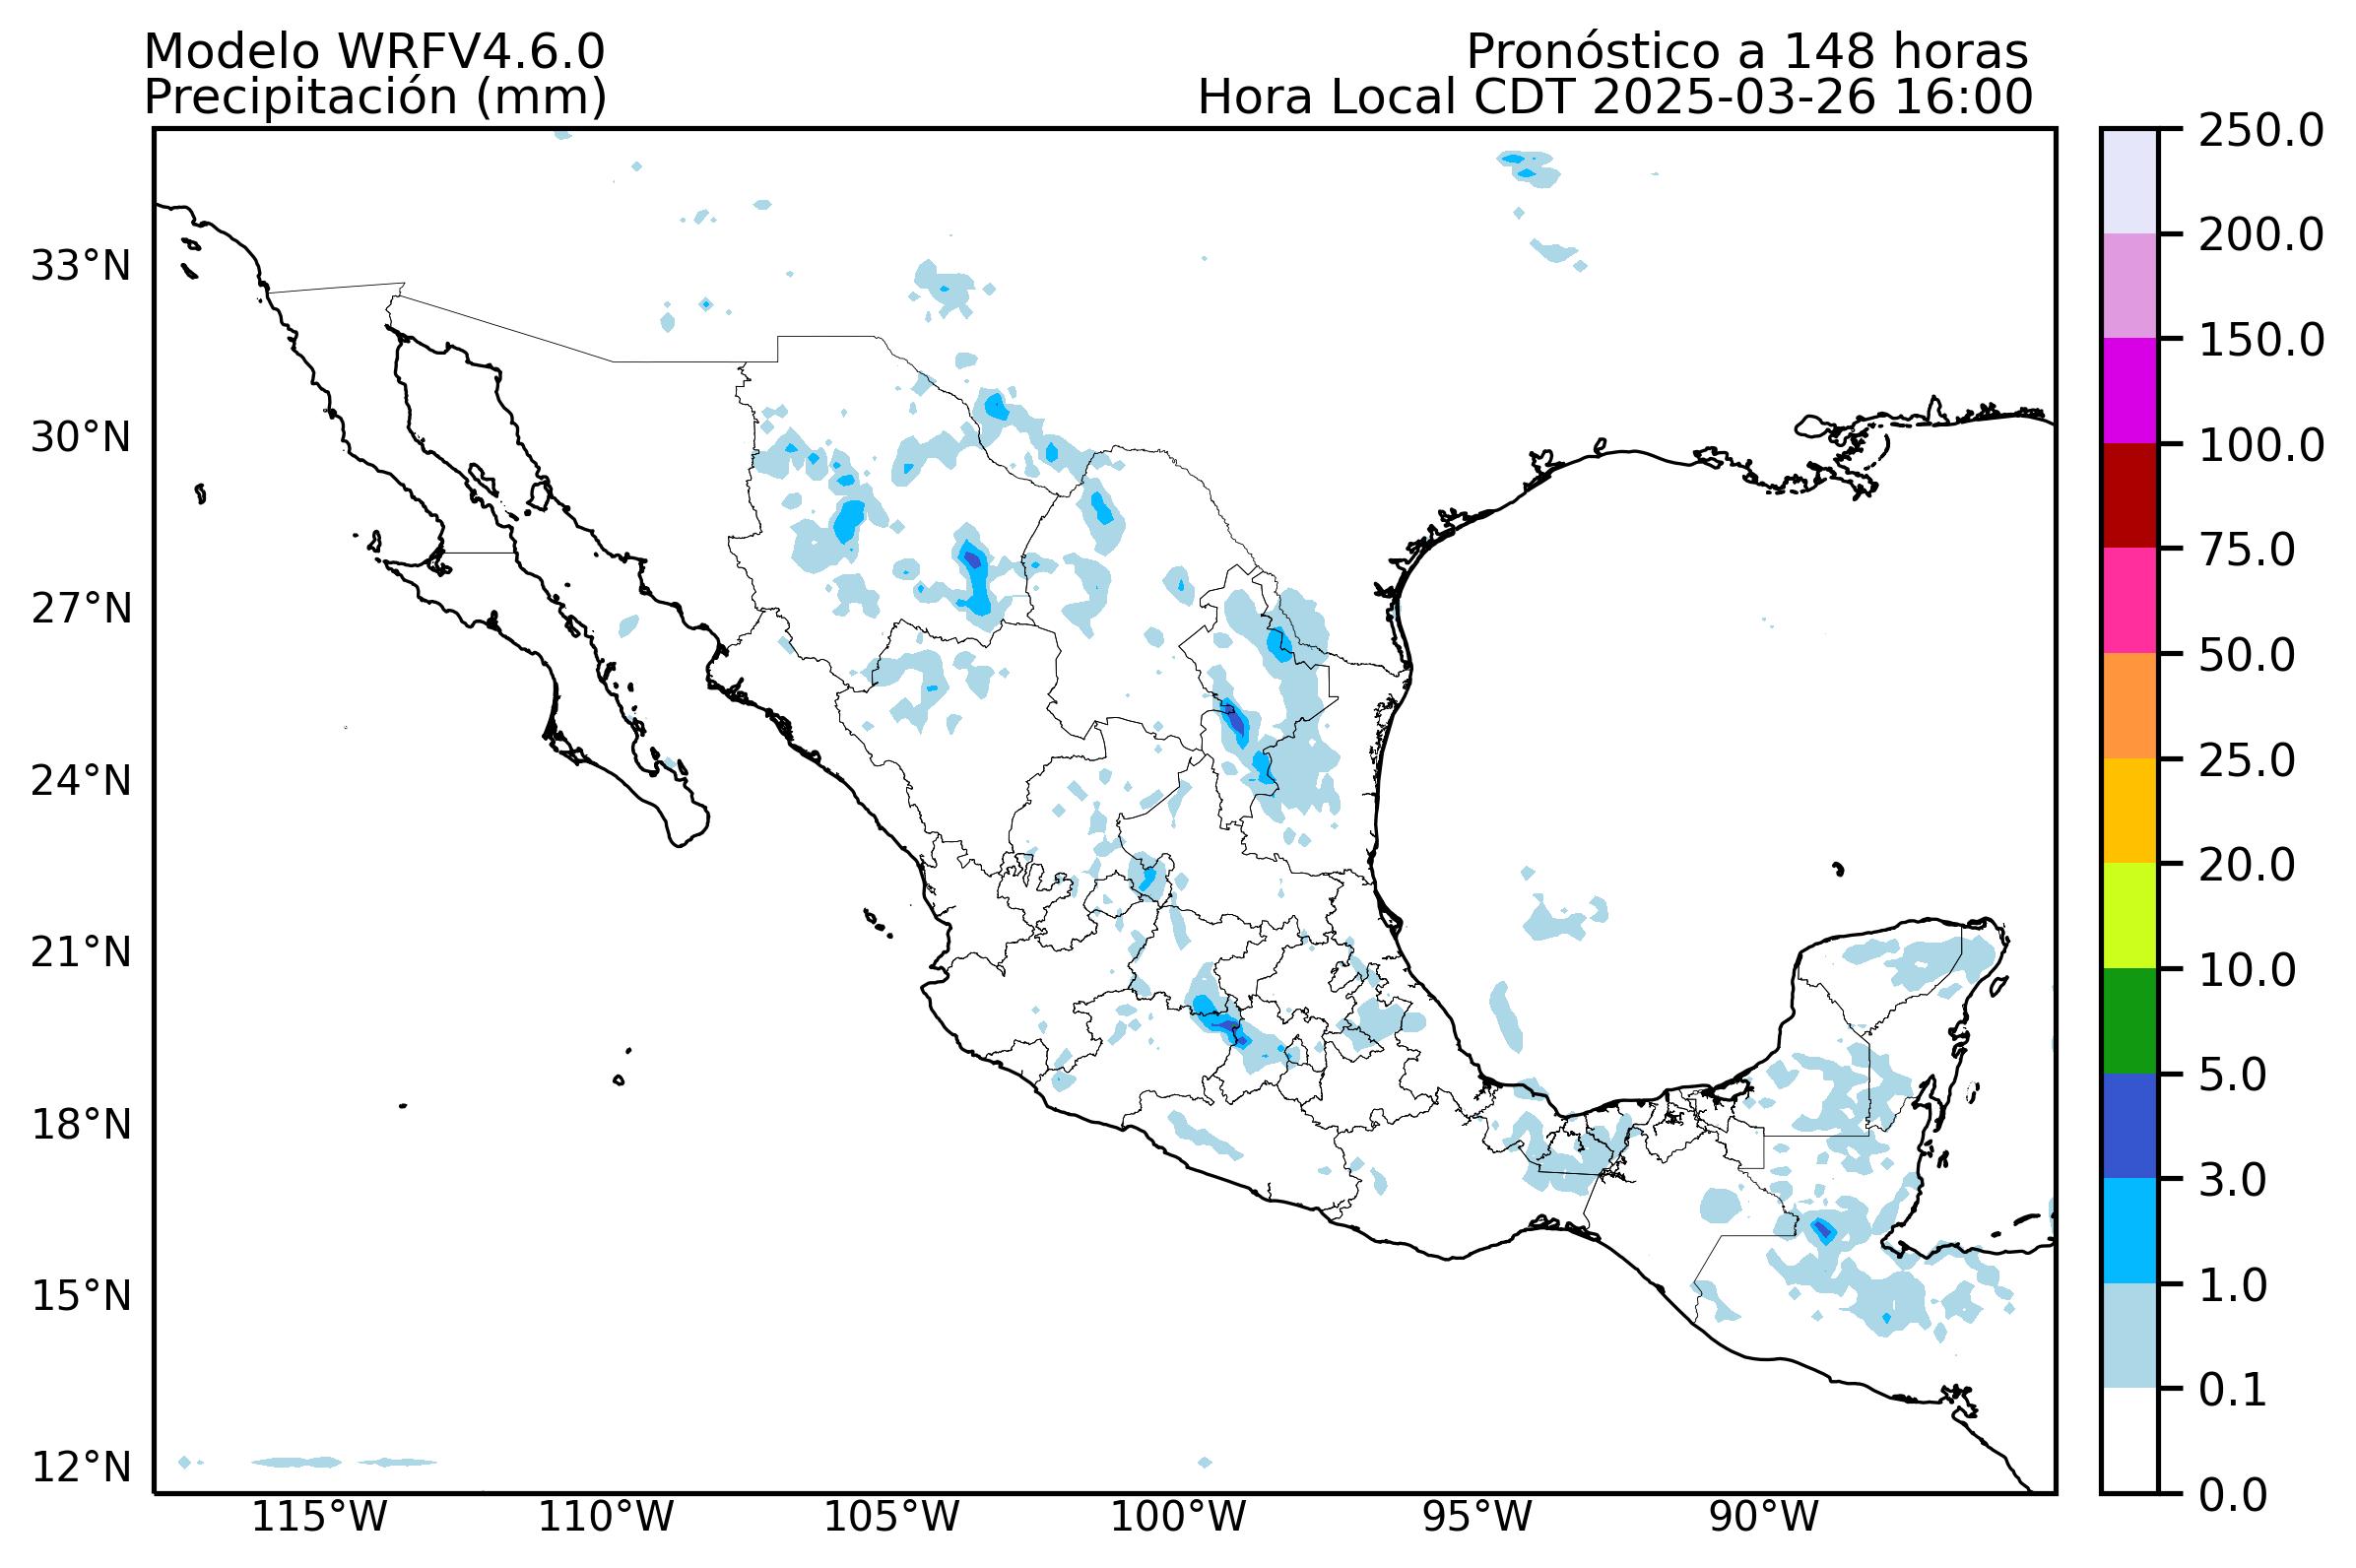 Modelo WRFV4.6.0
Precipitación (mm)
Pronóstico a 148 horas
Hora Local CDT 2025-03-26 16:00
33°N
30°N
27°N
24°N
21°N
18°N
15°N
12°N
115°W
110°W
105°W
100°W
95°W
90°W
250.0
200.0
150.0
100.0
75.0
50.0
25.0
20.0
10.0
5.0
3.0
1.0
0.1
0.0